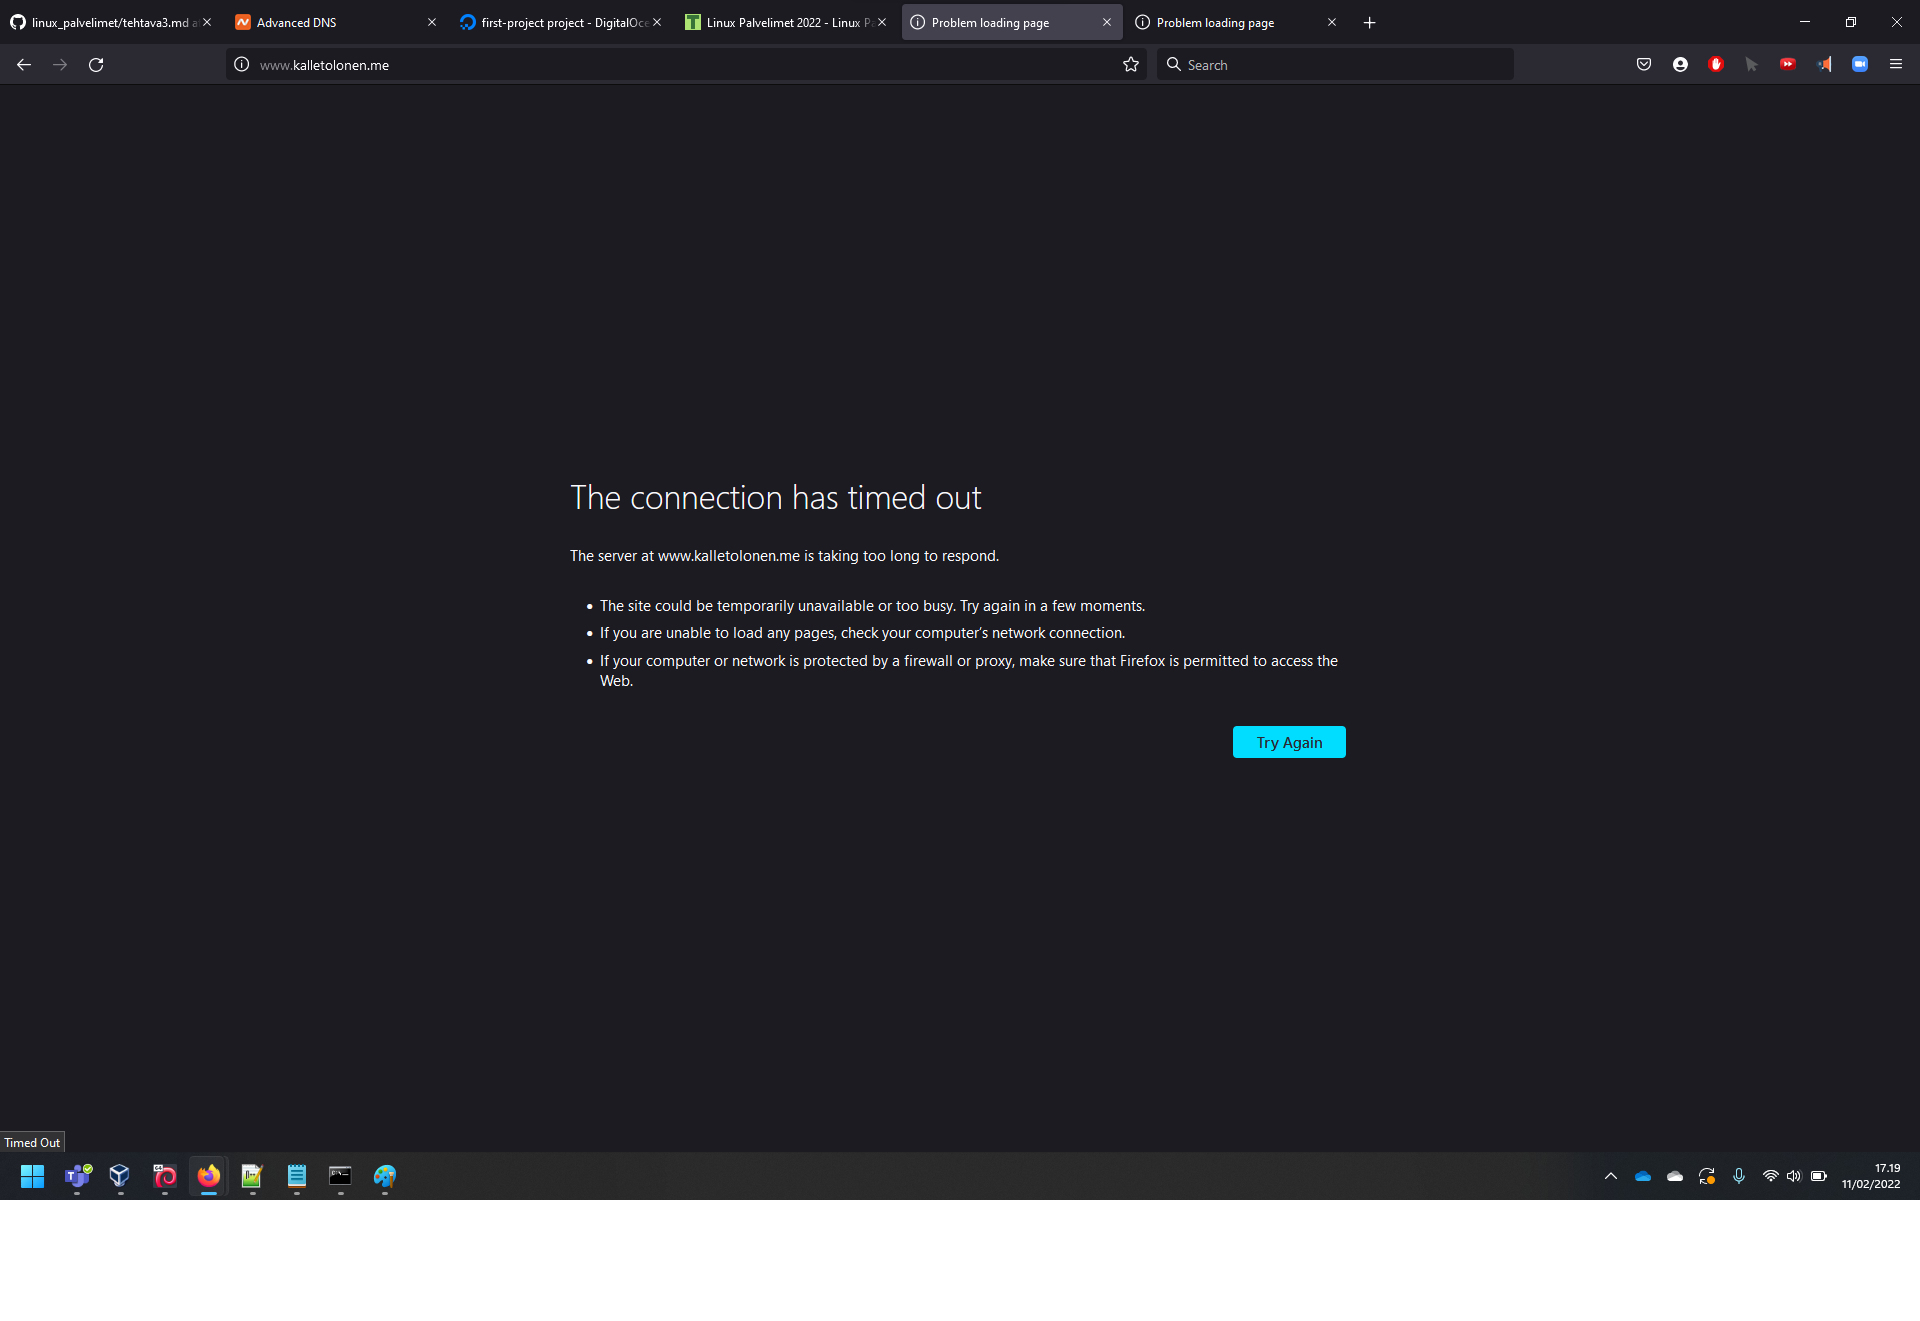 linux_palvelimet/tehtava3.md a
Advanced DNS
first-project project - DigitalOce
Linux Palvelimet 2022 - Linux Pa
Problem loading page
Problem loading page
www.kalletolonen.me
Search
The connection has timed out
The server at www.kalletolonen.me is taking too long to respond.
• The site could be temporarily unavailable or too busy. Try again in a few moments.
• If you are unable to load any pages, check your computer’s network connection.
• If your computer or network is protected by a firewall or proxy, make sure that Firefox is permitted to access the
Web.
Try Again
Timed Out
17.19
11/02/2022